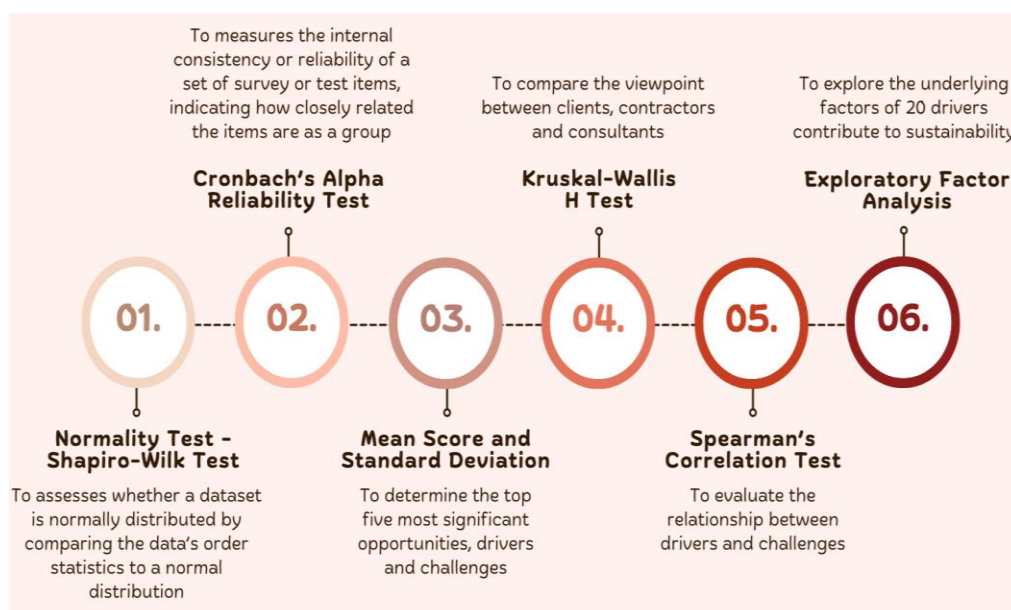 To measures the internal
consistency or reliability of a
set of survey or test items,
indicating how closely related
the items are as a group
Cronbach's Alpha
Reliability Test
To compare the viewpoint
between clients, contractors
and consultants
Kruskal-Wallis
H Test
To explore the underlying
factors of 20 drivers
contribute to sustainability
Exploratory Factor
Analysis
01.
02.
03.
04.
05.
06.
Normality Test -
Shapiro-Wilk Test
To assesses whether a dataset
is normally distributed by
comparing the data's order
statistics to a normal
distribution
Mean Score and
Standard Deviation
To determine the top
five most significant
opportunities, drivers
and challenges
Spearman's
Correlation Test
To evaluate the
relationship between
drivers and challenges